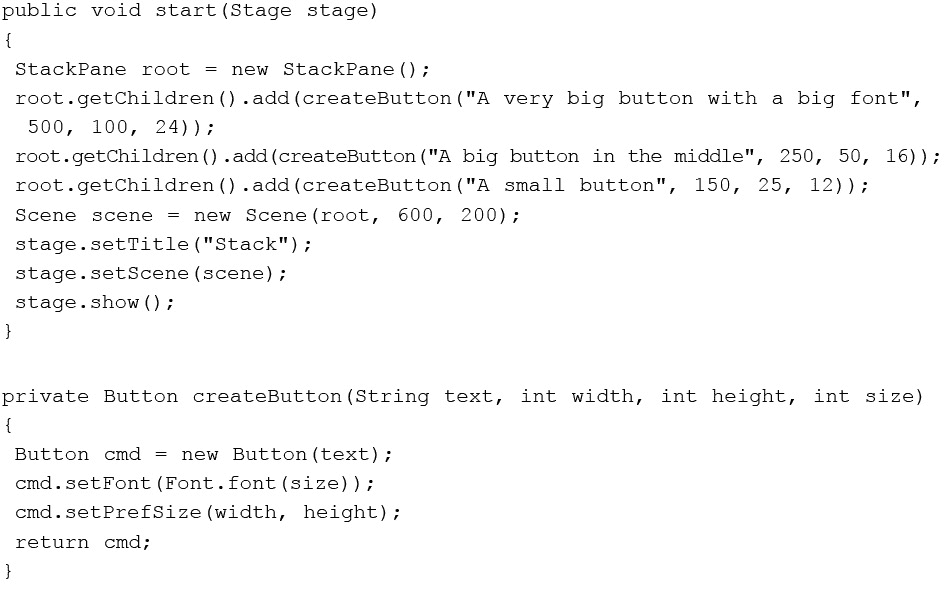 public void start(Stage stage)
{
 StackPane root = new StackPane();
 root.getChildren().add(createButton("A very big button with a big font",
  500, 100, 24));
 root.getChildren().add(createButton("A big button in the middle", 250, 50, 16));
 root.getChildren().add(createButton("A small button", 150, 25, 12));
 Scene scene = new Scene(root, 600, 200);
 stage.setTitle("Stack");
 stage.setScene(scene);
 stage.show();
}

private Button createButton(String text, int width, int height, int size)
{
 Button cmd = new Button(text);
 cmd.setFont(Font.font(size));
 cmd.setPrefSize(width, height);
 return cmd;
}